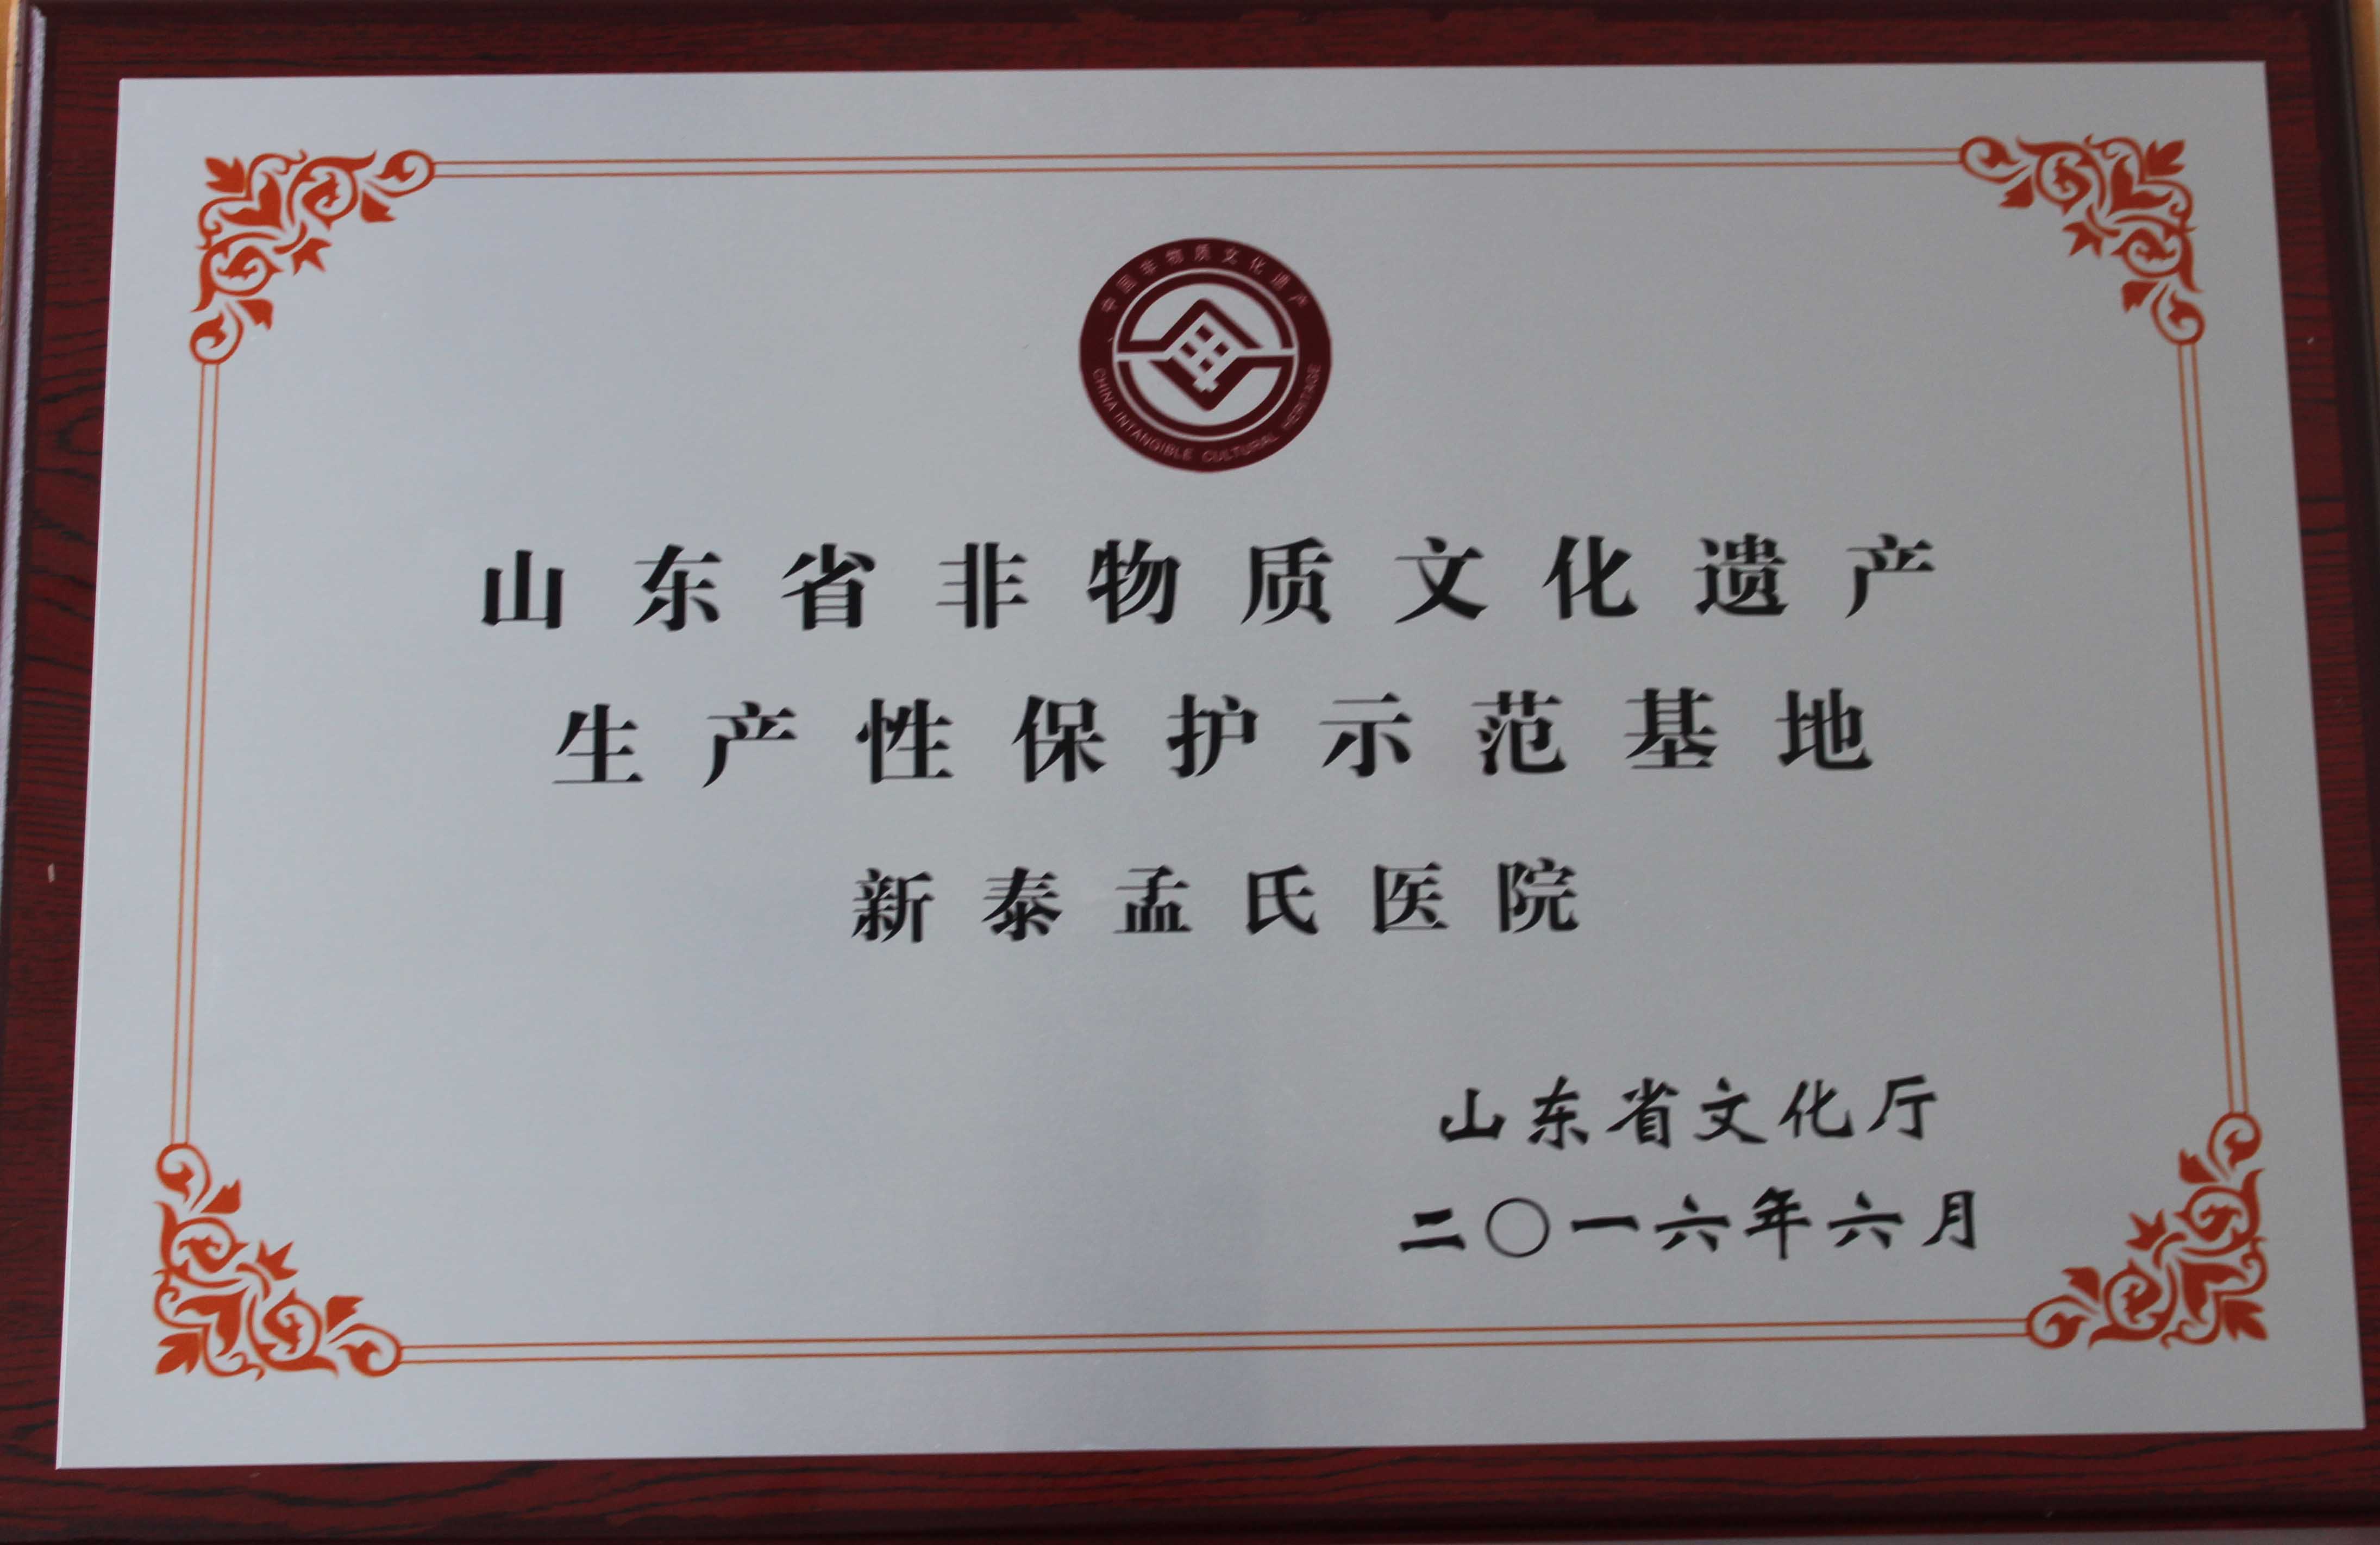 中国非物质文化遗产
CHINA INTANGIBLE CULTURAL HERITAGE
山东省非物质文化遗产
生产性保护示范基地
新泰孟氏医院
山东省文化厅
二〇一六年六月